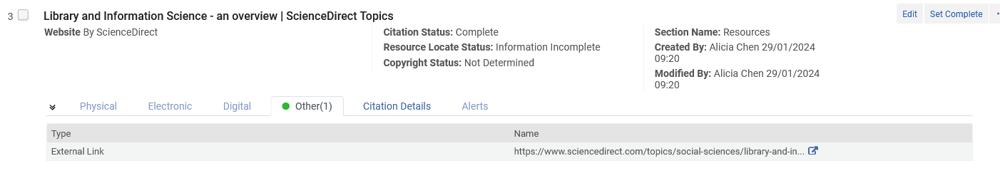 3 Library and Information Science - an overview | ScienceDirect Topics Edit Set Complete
Website By ScienceDirect
Citation Status: Complete
Resource Locate Status: Information Incomplete
Copyright Status: Not Determined
Section Name: Resources
Created By: Alicia Chen 29/01/2024
09:20
Modified By: Alicia Chen 29/01/2024
09:20
Physical Electronic Digital Other(1) Citation Details Alerts
Type Name
External Link https://www.sciencedirect.com/topics/social-sciences/library-and-in...